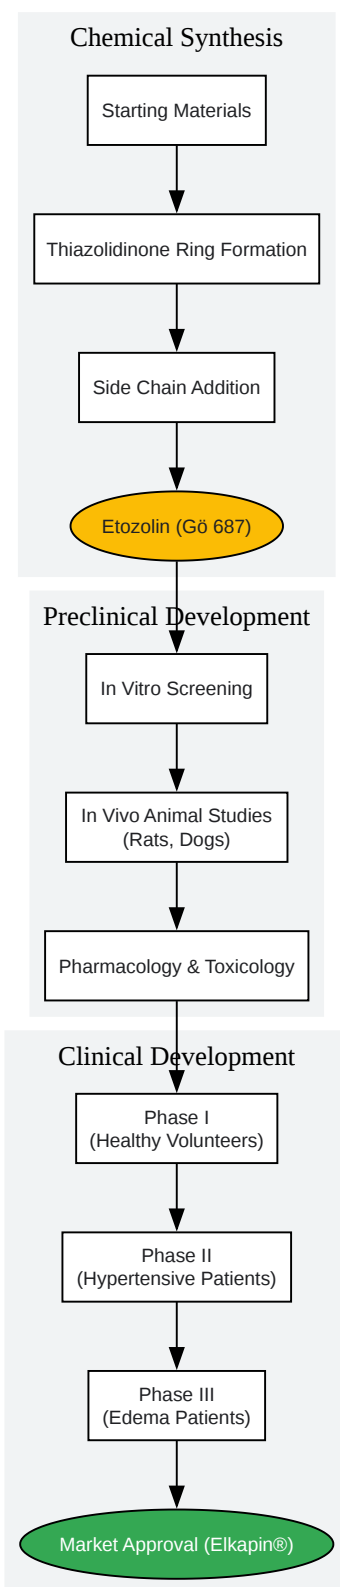 Chemical Synthesis
Starting Materials
Thiazolidinone Ring Formation
Side Chain Addition
Etozolin (Gö 687)
Preclinical Development
In Vitro Screening
In Vivo Animal Studies
(Rats, Dogs)
Pharmacology & Toxicology
Clinical Development
Phase I
(Healthy Volunteers)
Phase II
(Hypertensive Patients)
Phase III
(Edema Patients)
Market Approval (Elkapin®)